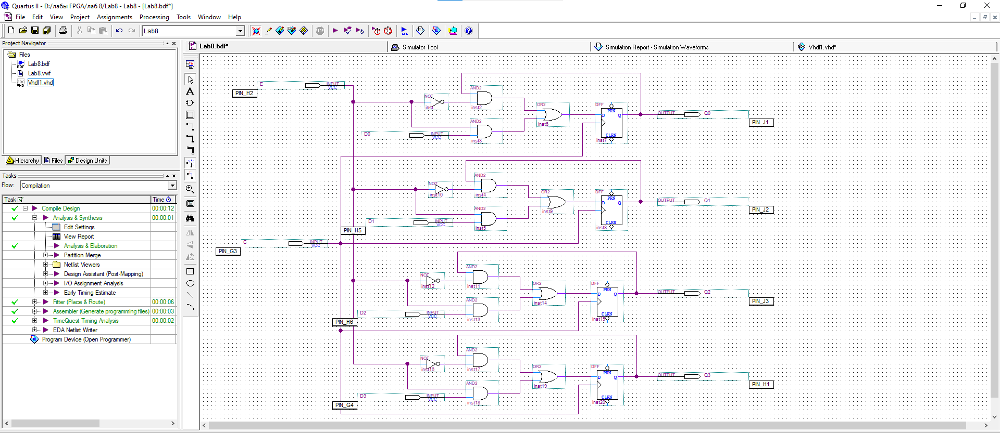 Quartus II - D:/лабы FPGA/лаб 8/Lab8 - Lab8 - [Lab8.bdf*]
File Edit View Project Assignments Processing Tools Window Help
Lab8
STOP
Project Navigator
Files
BDF Lab8.bdf
Lab8.vwf
abc VHD Vhdl1.vhd
Hierarchy Files Design Units
Tasks
Flow: Compilation
Task Time
Compile Design 00:00:12
Analysis & Synthesis 00:00:01
Edit Settings
View Report
Analysis & Elaboration
Partition Merge
Netlist Viewers
Design Assistant (Post-Mapping)
I/O Assignment Analysis
Early Timing Estimate
Fitter (Place & Route) 00:00:06
Assembler (Generate programming files) 00:00:03
TimeQuest Timing Analysis 00:00:02
EDA Netlist Writer
Program Device (Open Programmer)
Lab8.bdf* Simulator Tool Simulation Report - Simulation Waveforms Vhdl1.vhd*
E INPUT VCC
PIN_H2
NOT inst
AND2 inst2
AND2 inst3
D0 INPUT VCC
OR2 inst6
DFF PRN D Q CLRN inst7
OUTPUT Q0
PIN_J1
NOT inst10
AND2 inst4
AND2 inst5
D1 INPUT VCC
PIN_H5
OR2 inst9
DFF PRN D Q CLRN inst8
OUTPUT Q1
PIN_J2
C INPUT VCC
PIN_G3
NOT inst12
AND2 inst11
AND2 inst13
D2 INPUT VCC
PIN_H6
OR2 inst14
DFF PRN D Q CLRN inst15
OUTPUT Q2
PIN_J3
NOT inst16
AND2 inst17
AND2 inst18
D3 INPUT VCC
PIN_G4
OR2 inst19
DFF PRN D Q CLRN inst20
OUTPUT Q3
PIN_H1